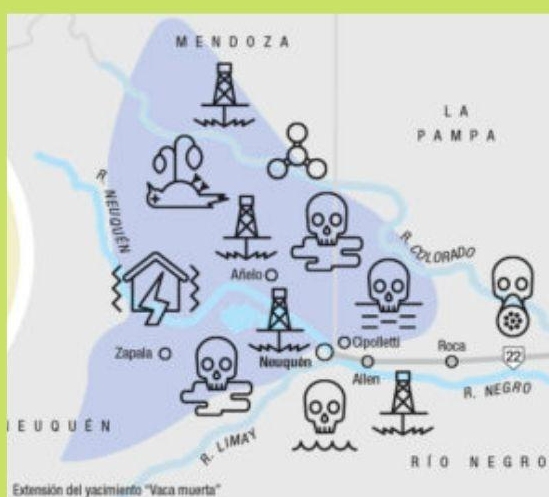 MENDOZA
LA
PAMPA
R. NEUQUÉN
R. COLORADO
Añelo
Cipolletti
Zapala
Neuquén
Allen
Roca
22
R. NEGRO
NEUQUÉN
R. LIMAY
RÍO NEGRO
Extensión del yacimiento "Vaca muerta"